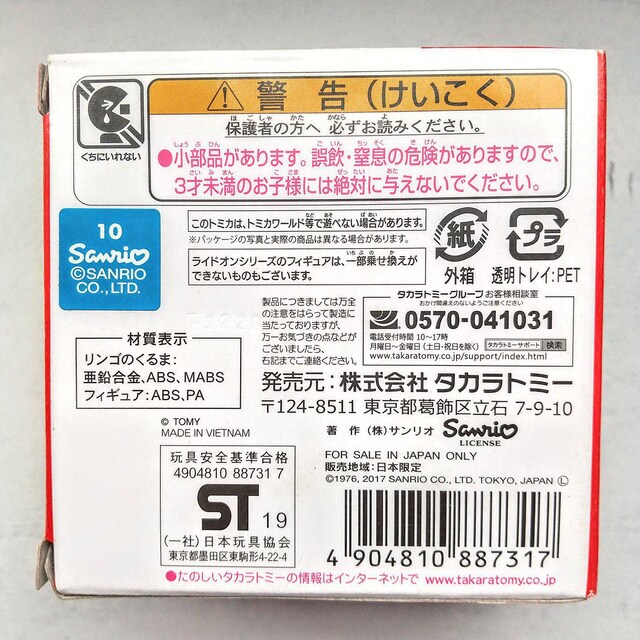 くちにいれない
警告(けいこく)
保護者の方へ 必ずお読みください。
●小部品があります。誤飲・窒息の危険がありますので、
3才未満のお子様には絶対に与えないでください。
10
Sanrio
©SANRIO
CO., LTD.
このトミカは、トミカワールド等で遊べない場合があります。
※パッケージの写真と実際の商品は異なる場合があります。
ライドオンシリーズのフィギュアは、一部乗せ換えが
できないものもございます。
紙
外箱
プラ
透明トレイ:PET
製品につきましては万全
の注意をはらって製造に
当たっておりますが、
万一お気づきの点などが
ございましたら、
右記までご連絡ください。
タカラトミーグループ お客様相談室
おかけ間違えのないようご注意ください
0570-041031
電話受付時間 10〜17時
月曜日〜金曜日(土・日・祝日を除く)
タカラトミーサポート 検索
www.takaratomy.co.jp/support/index.html
材質表示
リンゴのくるま:
亜鉛合金、ABS、MABS
フィギュア:ABS、PA
発売元:株式会社 タカラトミー
〒124-8511 東京都葛飾区立石 7-9-10
© TOMY
MADE IN VIETNAM
著作(株)サンリオ Sanrio
LICENSE
FOR SALE IN JAPAN ONLY
販売地域:日本限定
©1976, 2017 SANRIO CO., LTD. TOKYO, JAPAN Ⓛ
玩具安全基準合格
4904810 88731 7
ST 19
(一社)日本玩具協会
東京都墨田区東駒形4-22-4
4 904810 887317
●たのしいタカラトミーの情報はインターネットで www.takaratomy.co.jp